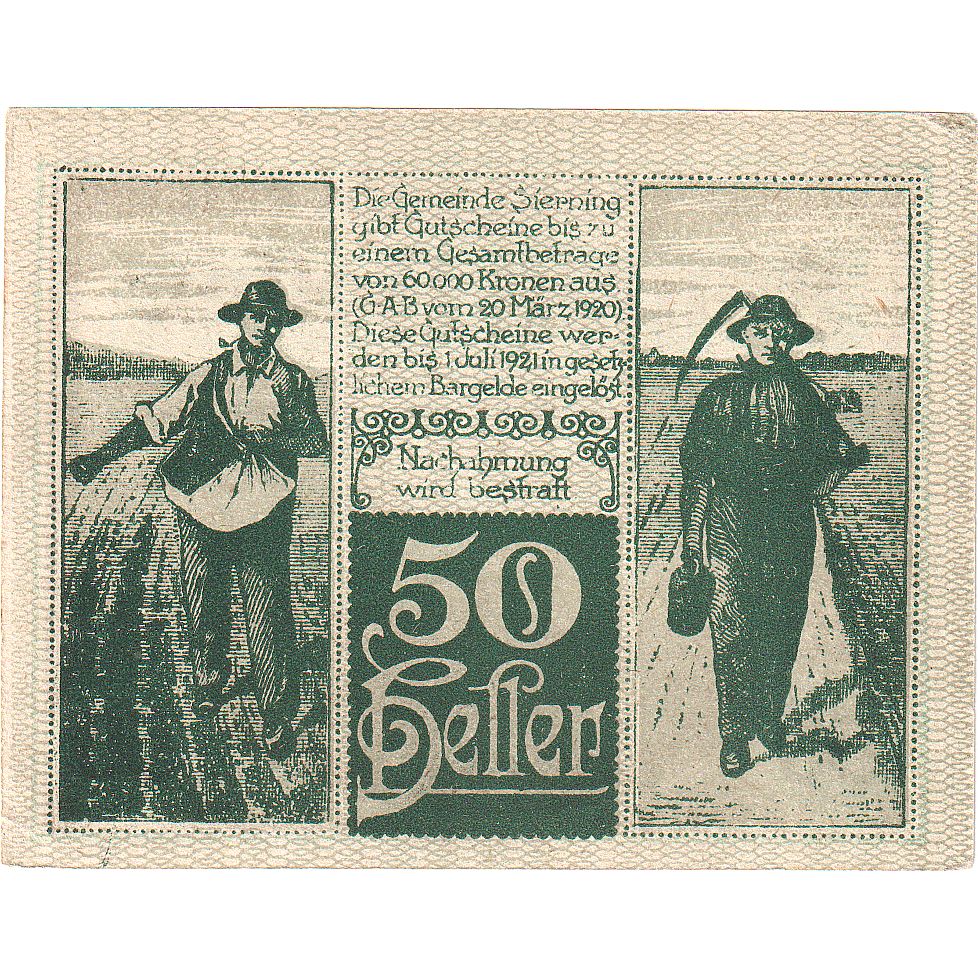 Die Gemeinde Sierning
gibt Gutscheine bis zu
einem Gesamtbetrage
von 60.000 Kronen aus
(G-A-B vom 20 März 1920)
Diese Gutscheine wer-
den bis 1 Juli 1921 in gesetz-
lichem Bargelde eingelöst
Nachahmung
wird bestraft
50
Heller